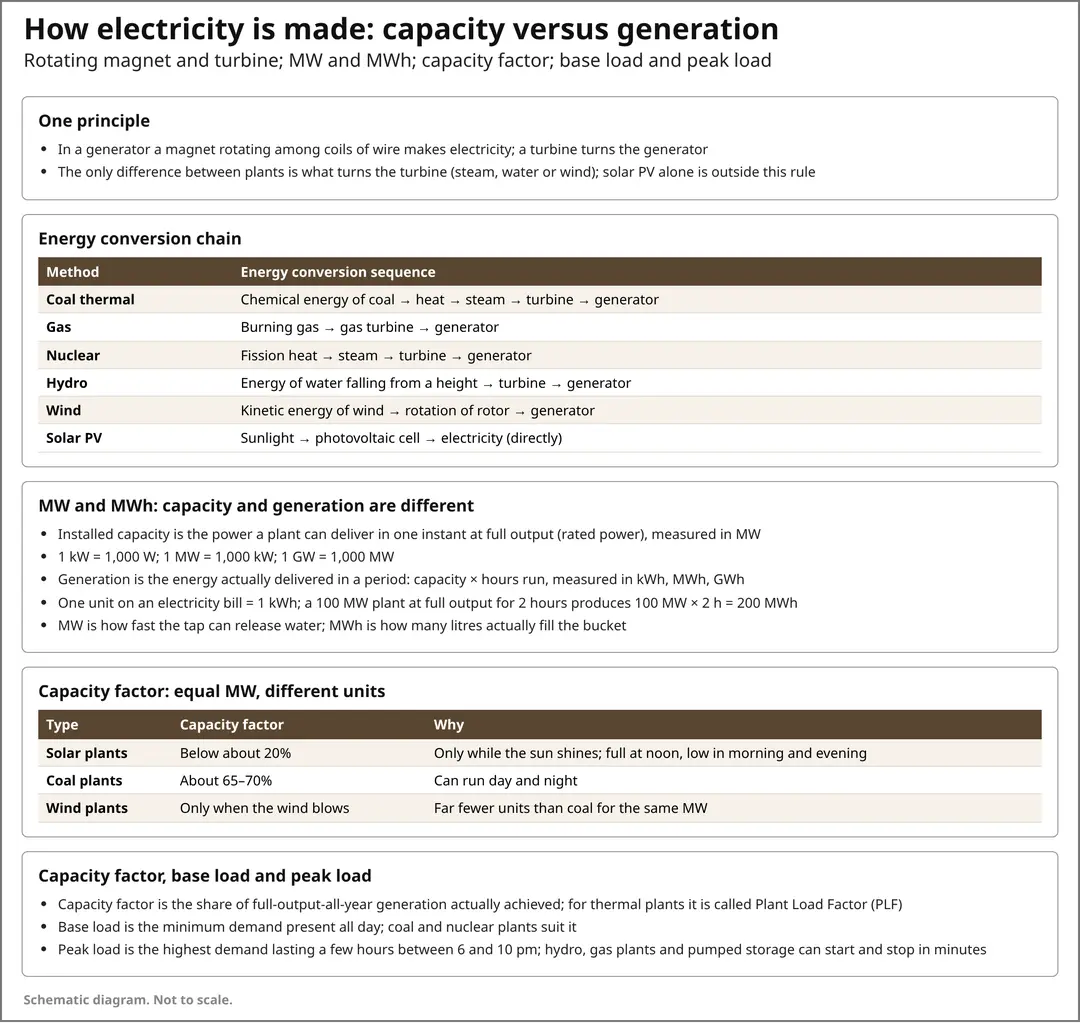 How electricity is made: capacity versus generation
Rotating magnet and turbine; MW and MWh; capacity factor; base load and peak load
One principle
• In a generator a magnet rotating among coils of wire makes electricity; a turbine turns the generator
• The only difference between plants is what turns the turbine (steam, water or wind); solar PV alone is outside this rule
Energy conversion chain
Method Energy conversion sequence
Coal thermal Chemical energy of coal → heat → steam → turbine → generator
Gas Burning gas → gas turbine → generator
Nuclear Fission heat → steam → turbine → generator
Hydro Energy of water falling from a height → turbine → generator
Wind Kinetic energy of wind → rotation of rotor → generator
Solar PV Sunlight → photovoltaic cell → electricity (directly)
MW and MWh: capacity and generation are different
• Installed capacity is the power a plant can deliver in one instant at full output (rated power), measured in MW
• 1 kW = 1,000 W; 1 MW = 1,000 kW; 1 GW = 1,000 MW
• Generation is the energy actually delivered in a period: capacity × hours run, measured in kWh, MWh, GWh
• One unit on an electricity bill = 1 kWh; a 100 MW plant at full output for 2 hours produces 100 MW × 2 h = 200 MWh
• MW is how fast the tap can release water; MWh is how many litres actually fill the bucket
Capacity factor: equal MW, different units
Type Capacity factor Why
Solar plants Below about 20% Only while the sun shines; full at noon, low in morning and evening
Coal plants About 65–70% Can run day and night
Wind plants Only when the wind blows Far fewer units than coal for the same MW
Capacity factor, base load and peak load
• Capacity factor is the share of full-output-all-year generation actually achieved; for thermal plants it is called Plant Load Factor (PLF)
• Base load is the minimum demand present all day; coal and nuclear plants suit it
• Peak load is the highest demand lasting a few hours between 6 and 10 pm; hydro, gas plants and pumped storage can start and stop in minutes
Schematic diagram. Not to scale.